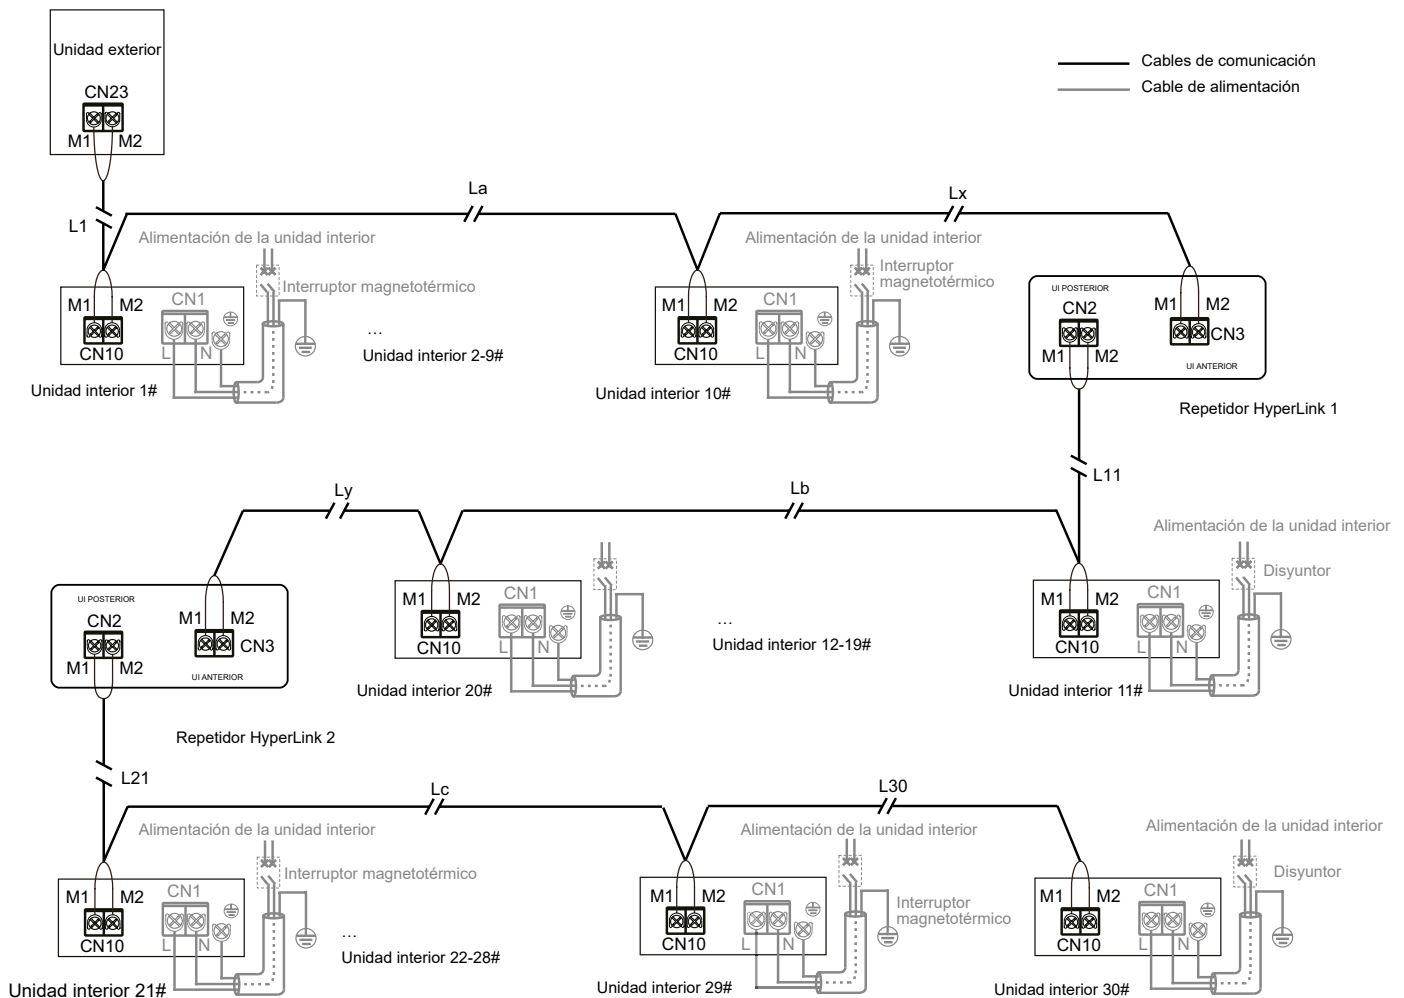 Unidad exterior
CN23
M1 M2
Cables de comunicación
Cable de alimentación
L1
La
Lx
Alimentación de la unidad interior
Interruptor magnetotérmico
M1 M2
CN1
CN10
L N
Unidad interior 1#
...
Unidad interior 2-9#
Alimentación de la unidad interior
Interruptor
magnetotérmico
M1 M2
CN1
CN10
L N
Unidad interior 10#
UI POSTERIOR
CN2
M1 M2
M1 M2
CN3
UI ANTERIOR
Repetidor HyperLink 1
L11
Ly
Lb
UI POSTERIOR
CN2
M1 M2
M1 M2
CN3
UI ANTERIOR
Repetidor HyperLink 2
M1 M2
CN1
CN10
L N
Unidad interior 20#
...
Unidad interior 12-19#
Alimentación de la unidad interior
Disyuntor
M1 M2
CN1
CN10
L N
Unidad interior 11#
L21
Lc
L30
Alimentación de la unidad interior
Interruptor magnetotérmico
M1 M2
CN1
CN10
L N
Unidad interior 21#
...
Unidad interior 22-28#
Alimentación de la unidad interior
Interruptor
magnetotérmico
M1 M2
CN1
CN10
L N
Unidad interior 29#
Alimentación de la unidad interior
Disyuntor
M1 M2
CN1
CN10
L N
Unidad interior 30#